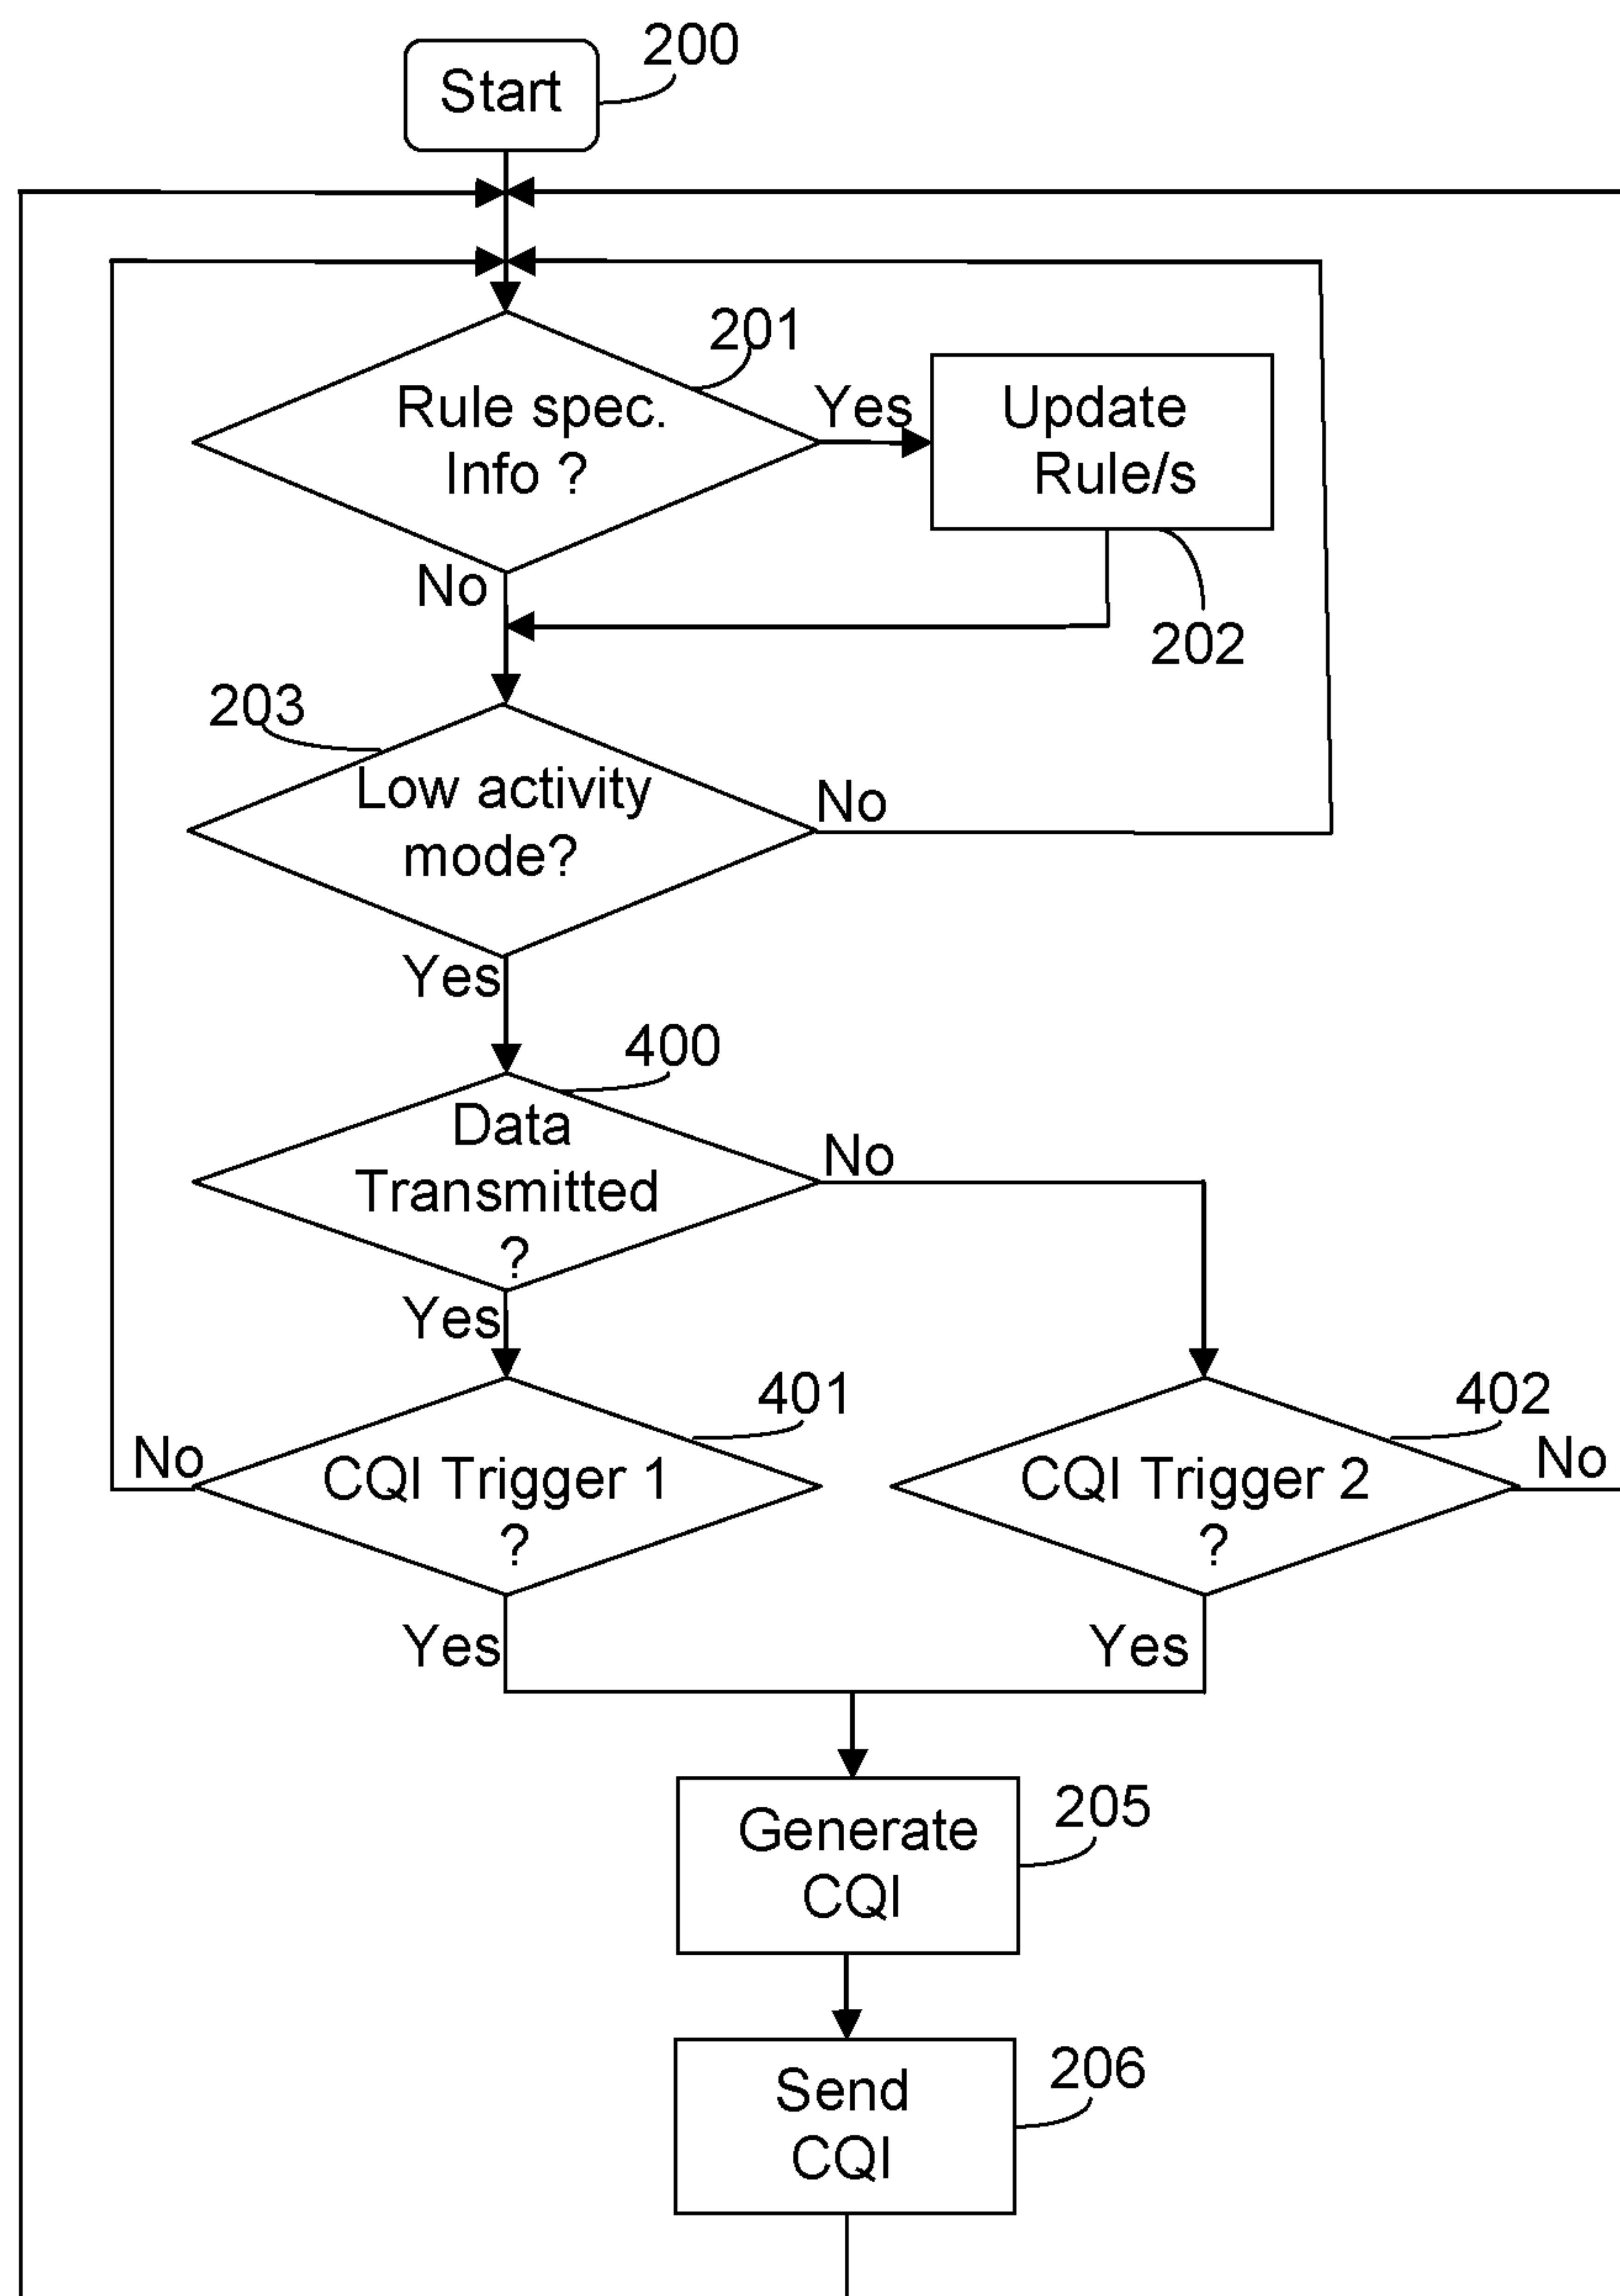 Start
200
Rule spec.
Info ?
201
Yes
Update
Rule/s
No
202
203
Low activity
mode?
No
Yes
400
Data
Transmitted
?
No
Yes
401
402
No
CQI Trigger 1
?
CQI Trigger 2
?
No
Yes
Yes
Generate
CQI
205
Send
CQI
206